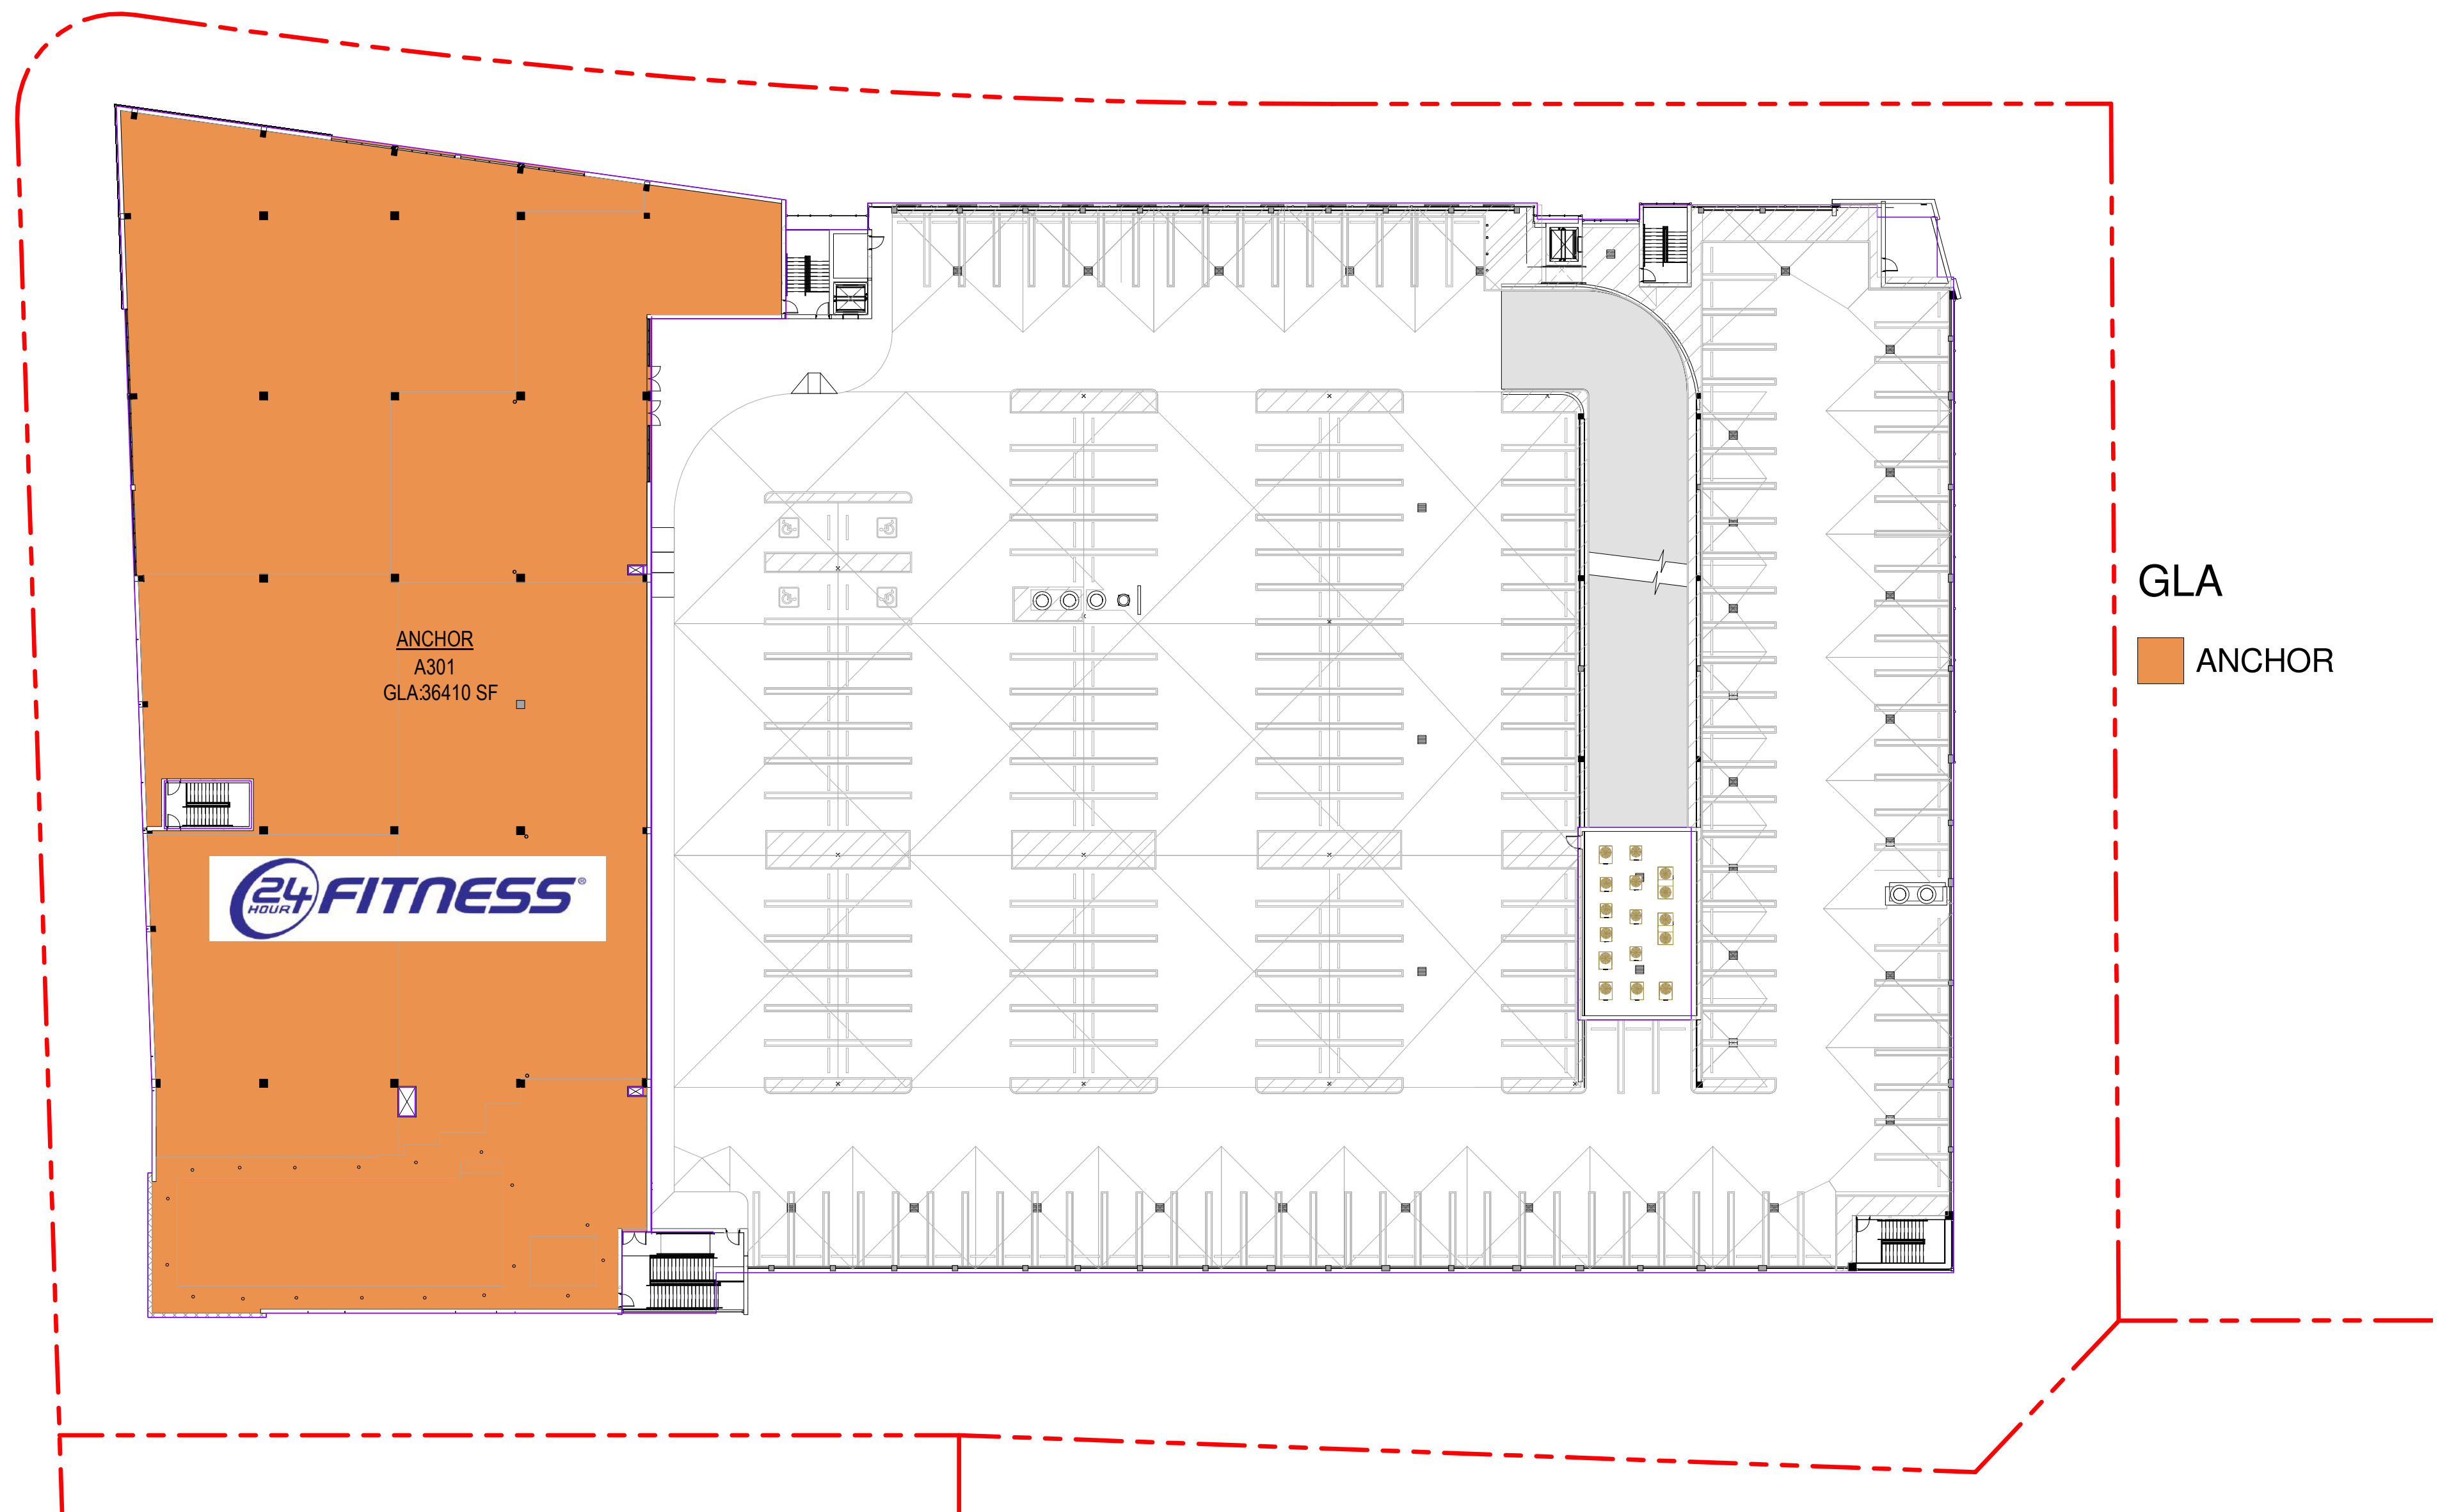 GLA
ANCHOR
ANCHOR
A301
GLA:36410 SF
24 HOUR FITNESS®